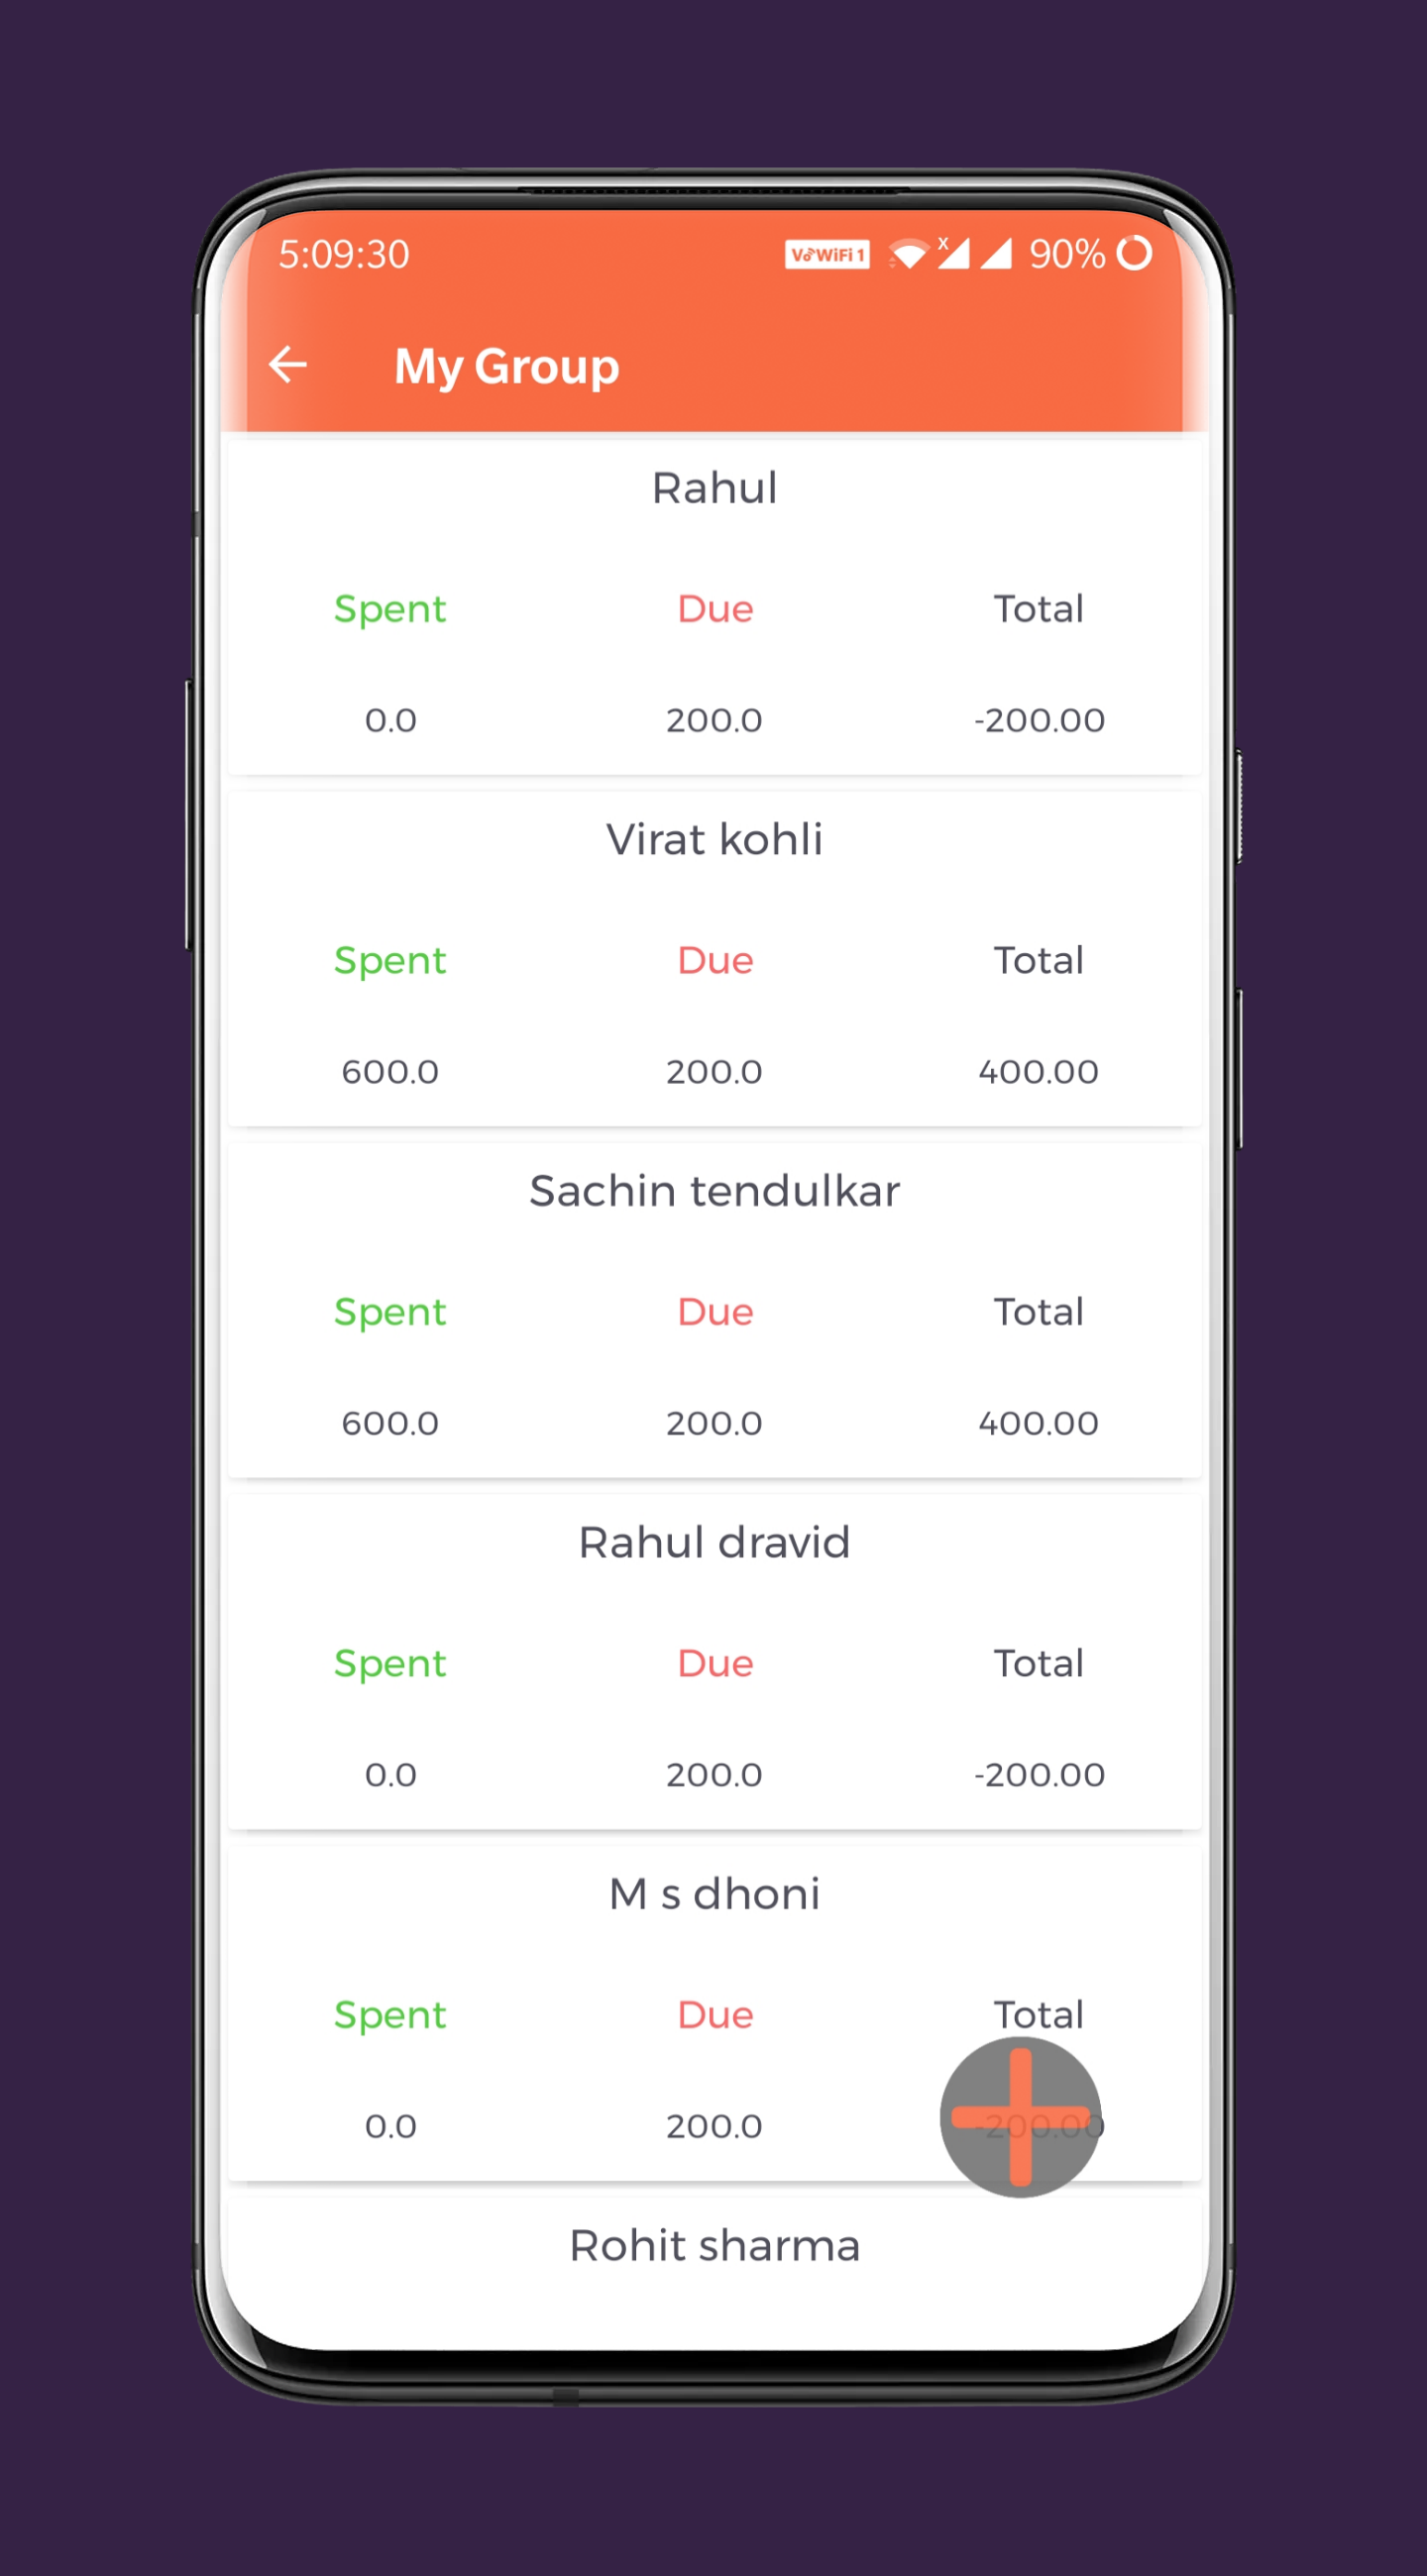 5:09:30 VoWiFi 1 X 90%
My Group
Rahul
Spent Due Total
0.0 200.0 -200.00
Virat kohli
Spent Due Total
600.0 200.0 400.00
Sachin tendulkar
Spent Due Total
600.0 200.0 400.00
Rahul dravid
Spent Due Total
0.0 200.0 -200.00
M s dhoni
Spent Due Total
0.0 200.0 -200.00
Rohit sharma